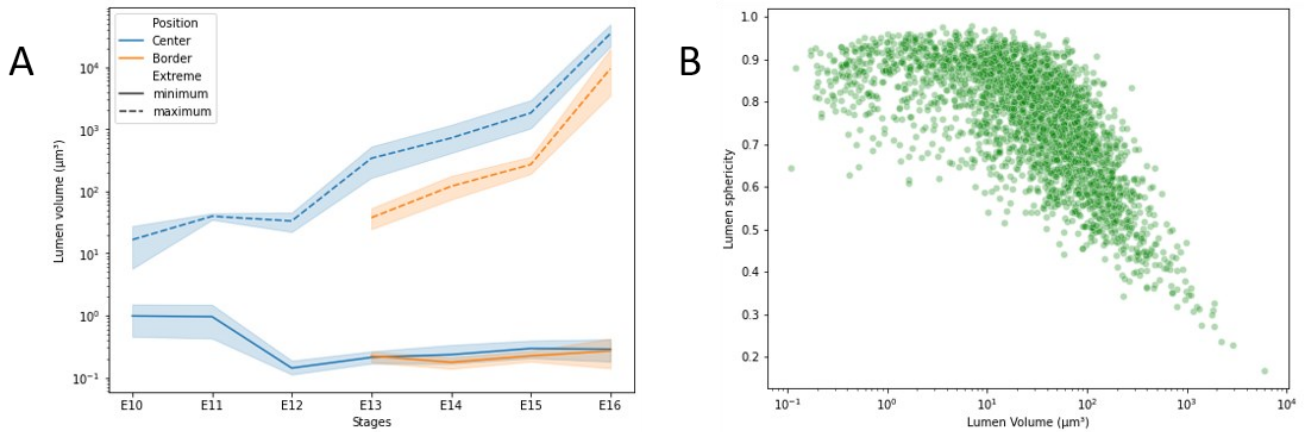 A
Position
Center
Border
Extreme
minimum
maximum
Lumen volume (µm³)
10⁴
10³
10²
10¹
10⁰
10⁻¹
E10 E11 E12 E13 E14 E15 E16
Stages
B
Lumen sphericity
1.0
0.9
0.8
0.7
0.6
0.5
0.4
0.3
0.2
10⁻¹ 10⁰ 10¹ 10² 10³ 10⁴
Lumen Volume (µm³)